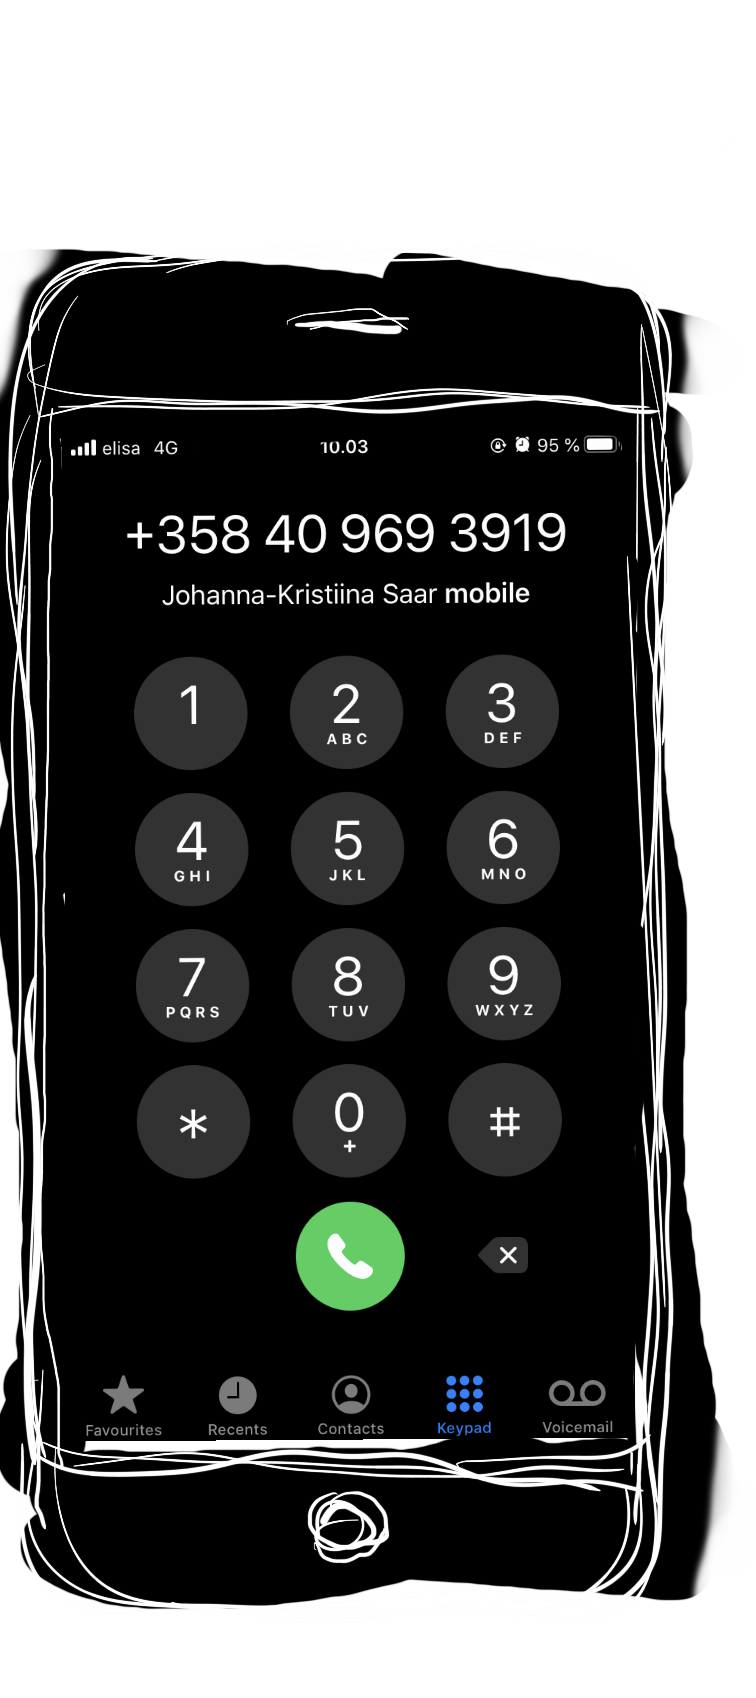 elisa 4G 10.03 95 %
+358 40 969 3919
Johanna-Kristiina Saar mobile
1 2 3
ABC DEF
4 5 6
GHI JKL MNO
7 8 9
PQRS TUV WXYZ
* 0 #
+
Favourites Recents Contacts Keypad Voicemail